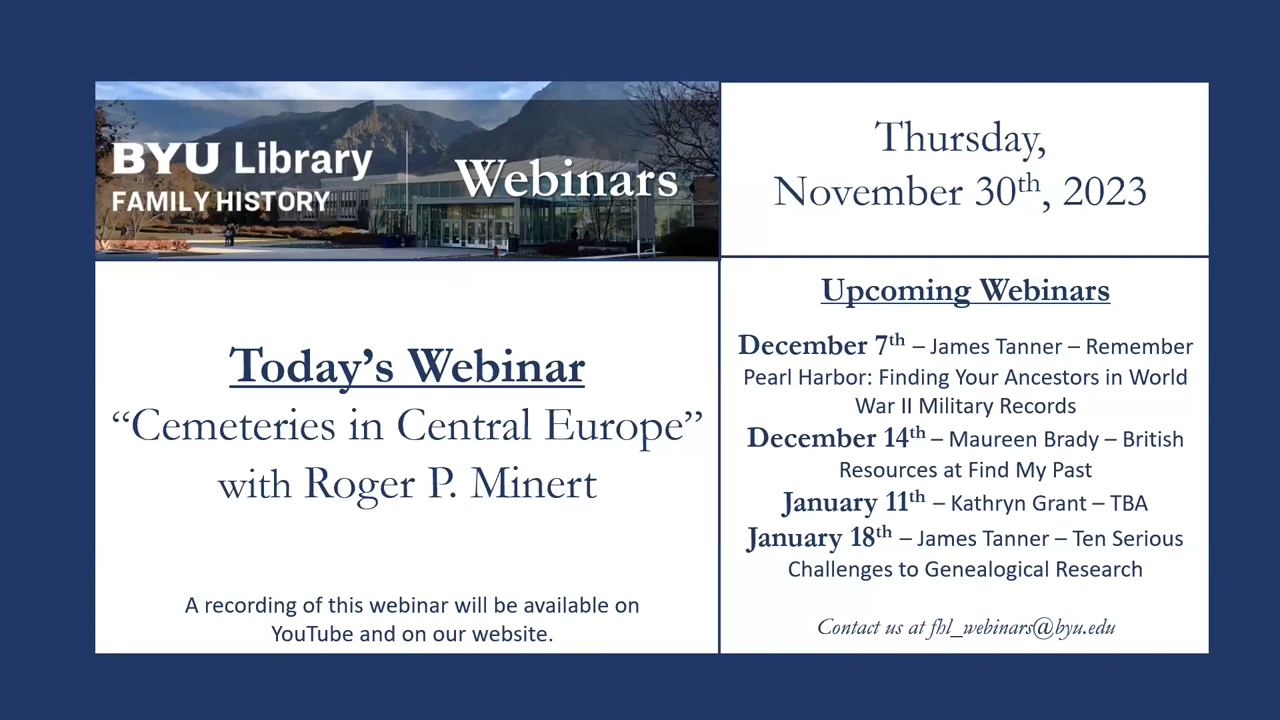 BYU Library
FAMILY HISTORY
Webinars
Thursday,
November 30th, 2023
Today's Webinar
“Cemeteries in Central Europe”
with Roger P. Minert
A recording of this webinar will be available on
YouTube and on our website.
Upcoming Webinars
December 7th – James Tanner – Remember
Pearl Harbor: Finding Your Ancestors in World
War II Military Records
December 14th – Maureen Brady – British
Resources at Find My Past
January 11th – Kathryn Grant – TBA
January 18th – James Tanner – Ten Serious
Challenges to Genealogical Research
Contact us at fhl_webinars@byu.edu